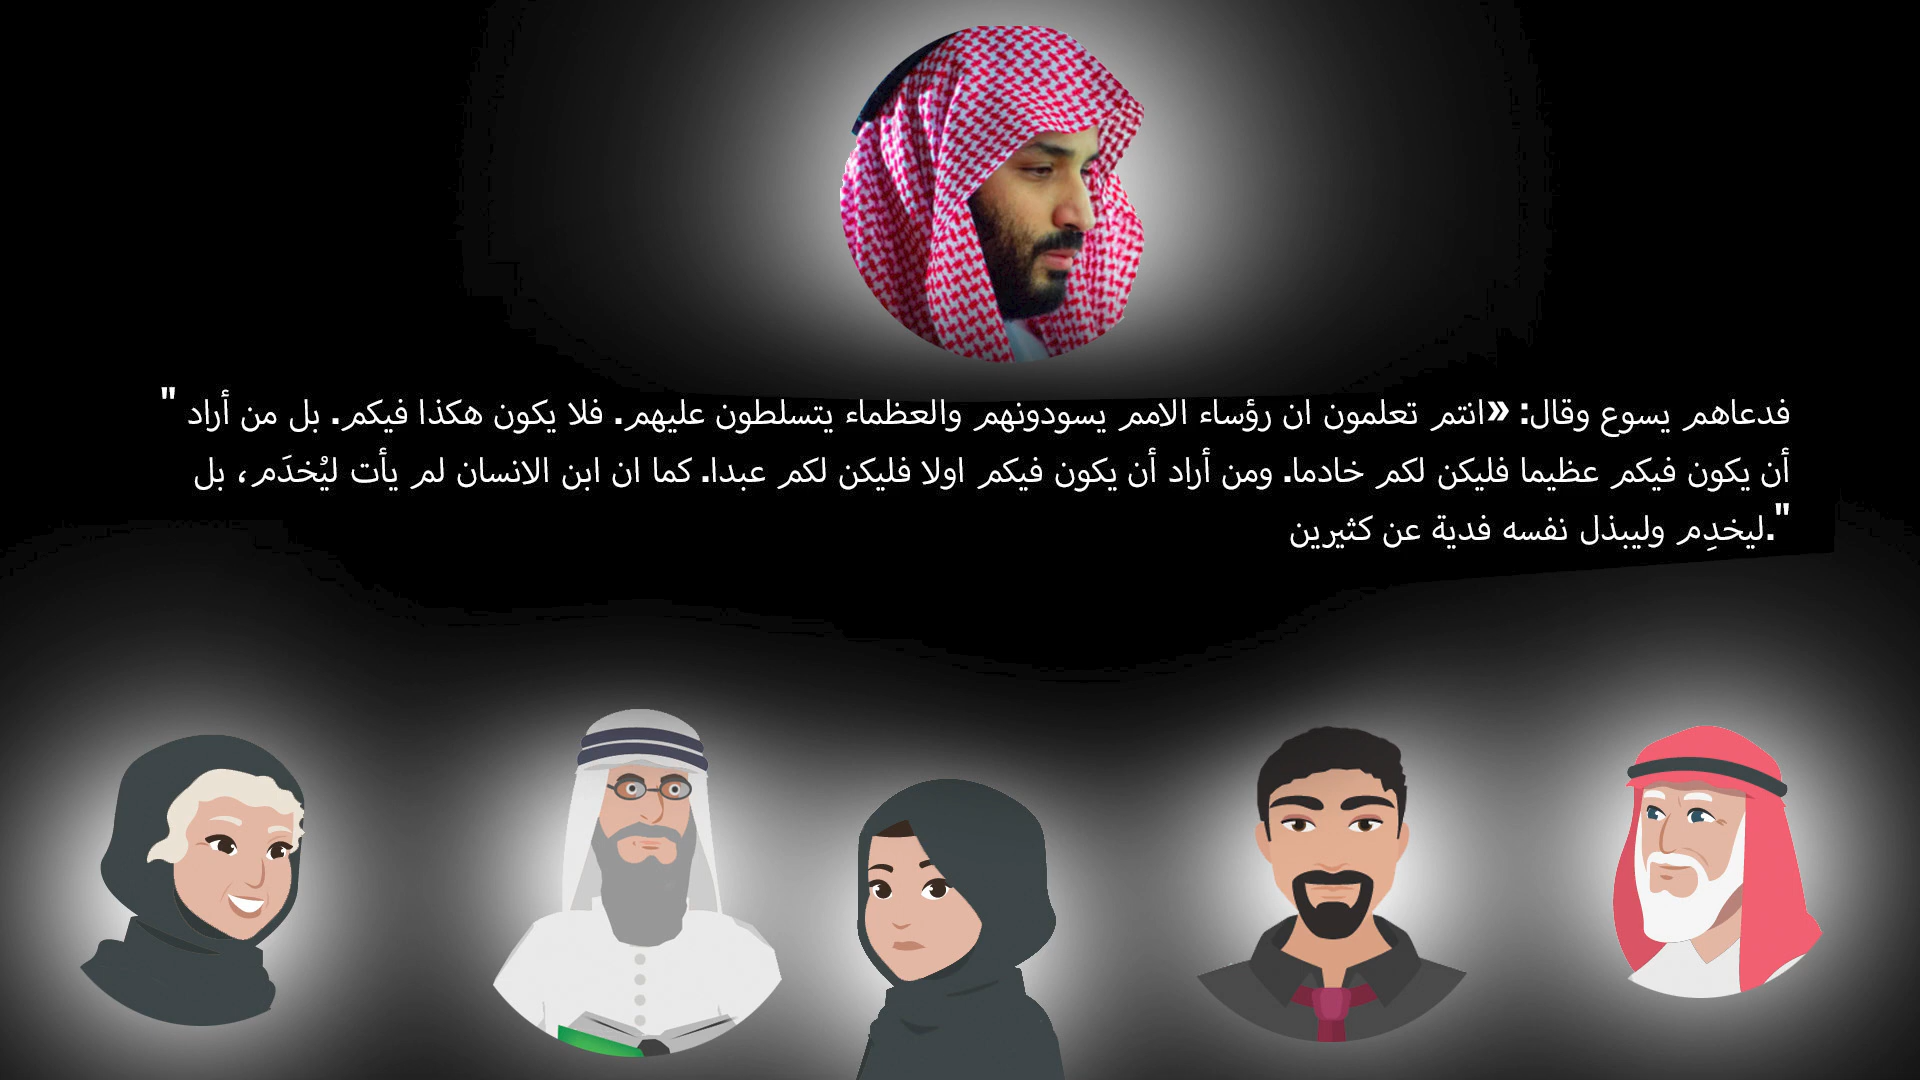 فدعاهم يسوع وقال: «انتم تعلمون ان رؤساء الامم يسودونهم والعظماء يتسلطون عليهم. فلا يكون هكذا فيكم. بل من أراد "
أن يكون فيكم عظيما فليكن لكم خادما. ومن أراد أن يكون فيكم اولا فليكن لكم عبدا. كما ان ابن الانسان لم يأت ليُخدَم، بل
".ليخدِم وليبذل نفسه فدية عن كثيرين